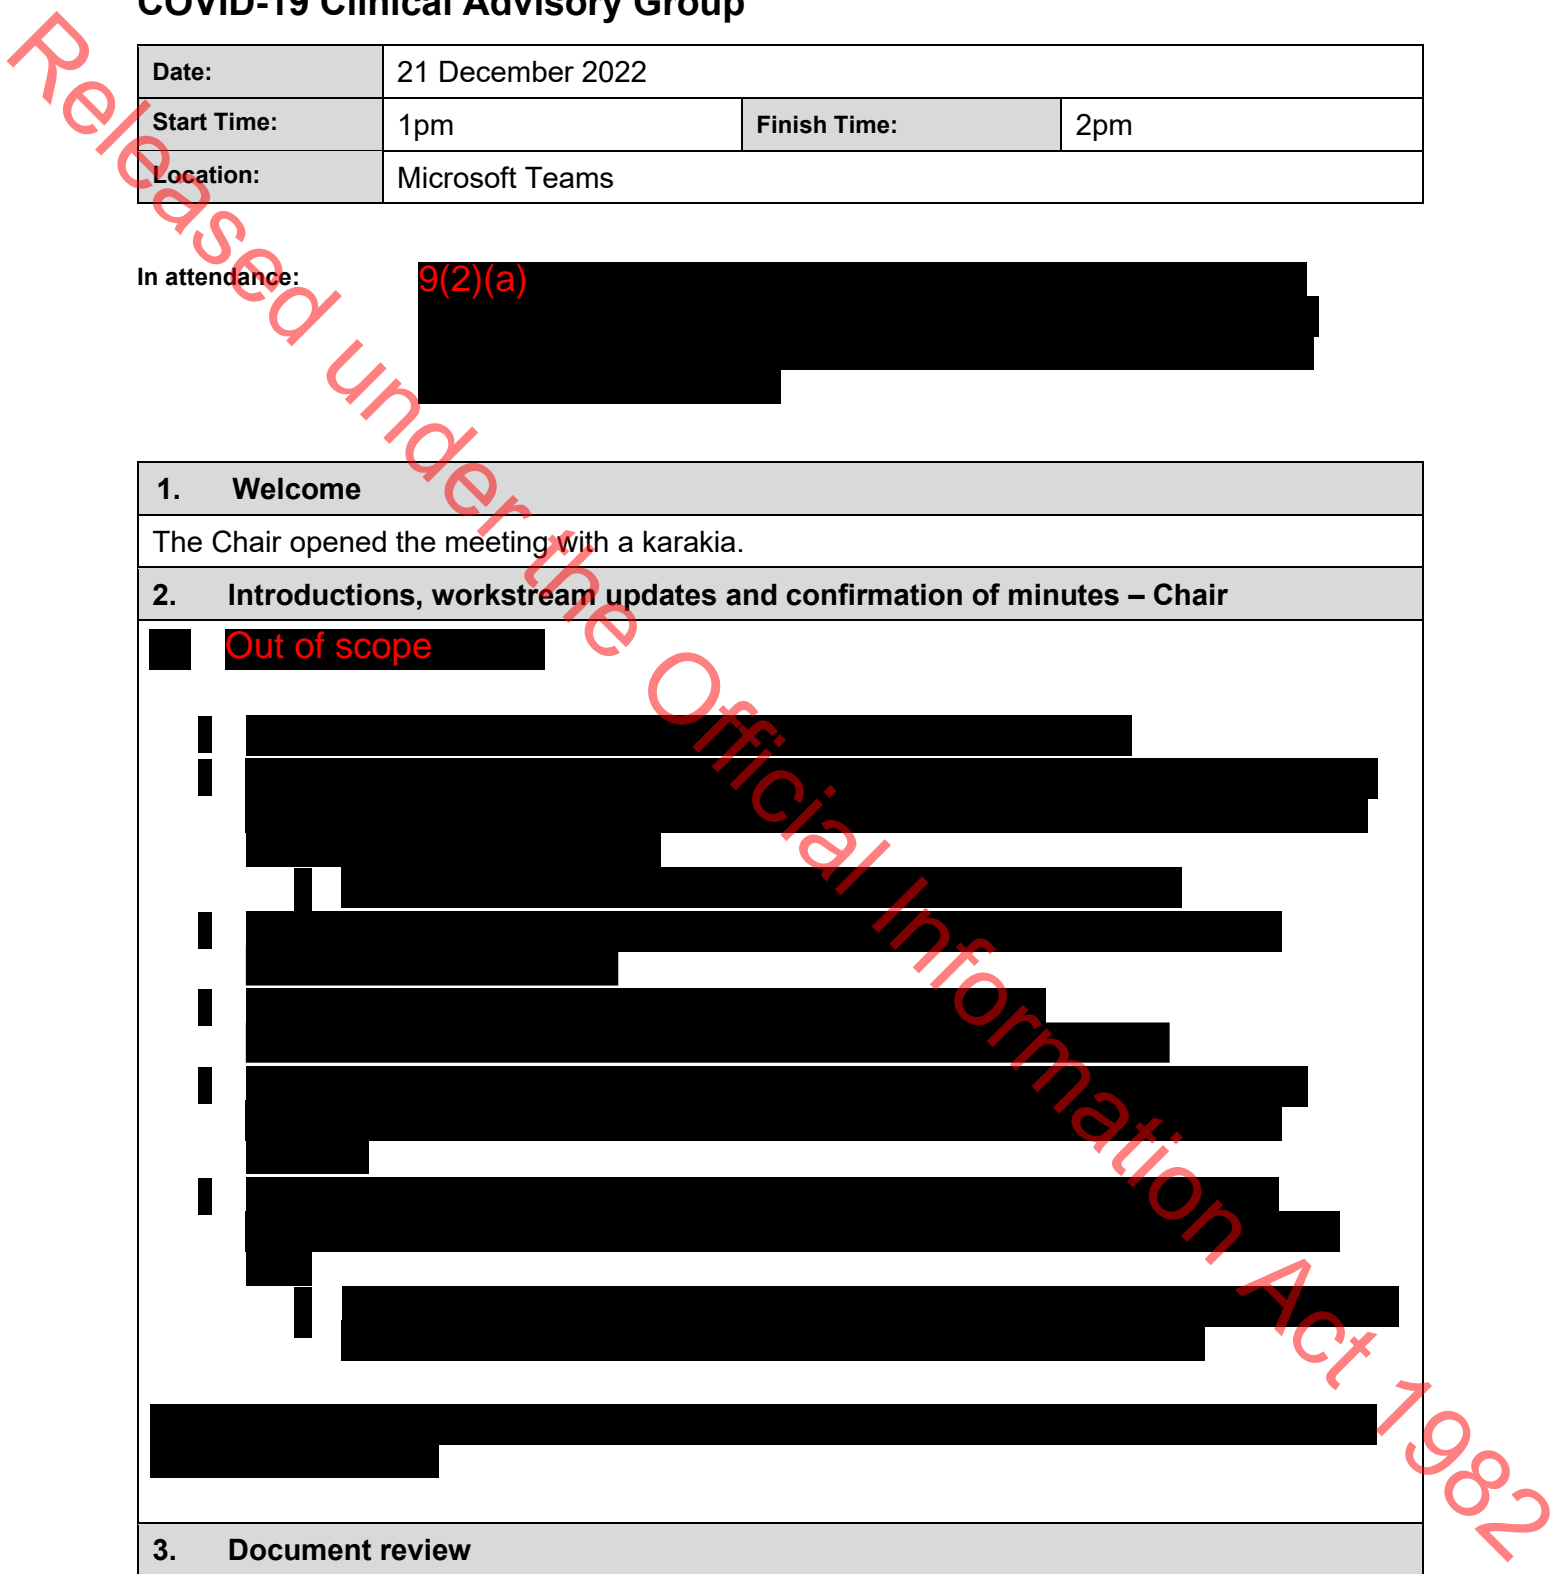 COVID-19 Clinical Advisory Group
Date: 21 December 2022
Start Time: 1pm Finish Time: 2pm
Location: Microsoft Teams
In attendance: 9(2)(a)
1. Welcome
The Chair opened the meeting with a karakia.
2. Introductions, workstream updates and confirmation of minutes – Chair
Out of scope
3. Document review
Released under the Official Information Act 1982